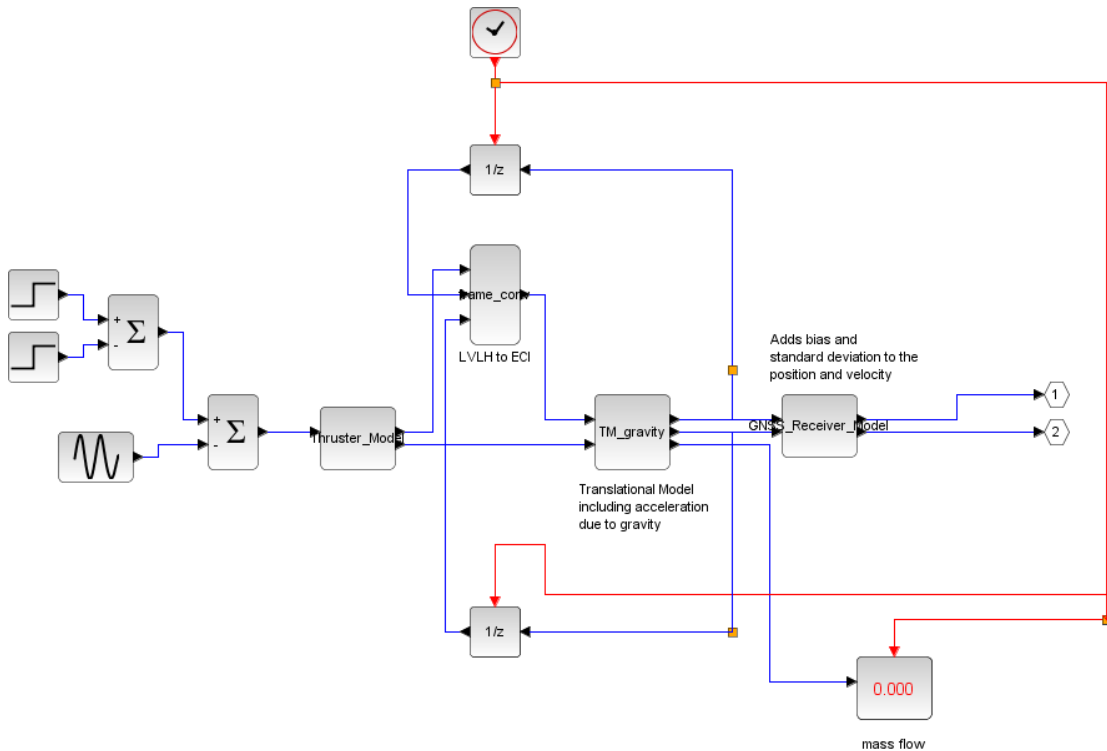 1/z
frame_conv
LVLH to ECI
+
-
Σ
+
-
Σ
Thruster_Model
TM_gravity
Translational Model
including acceleration
due to gravity
Adds bias and
standard deviation to the
position and velocity
GNSS_Receiver_Model
1
2
1/z
0.000
mass flow